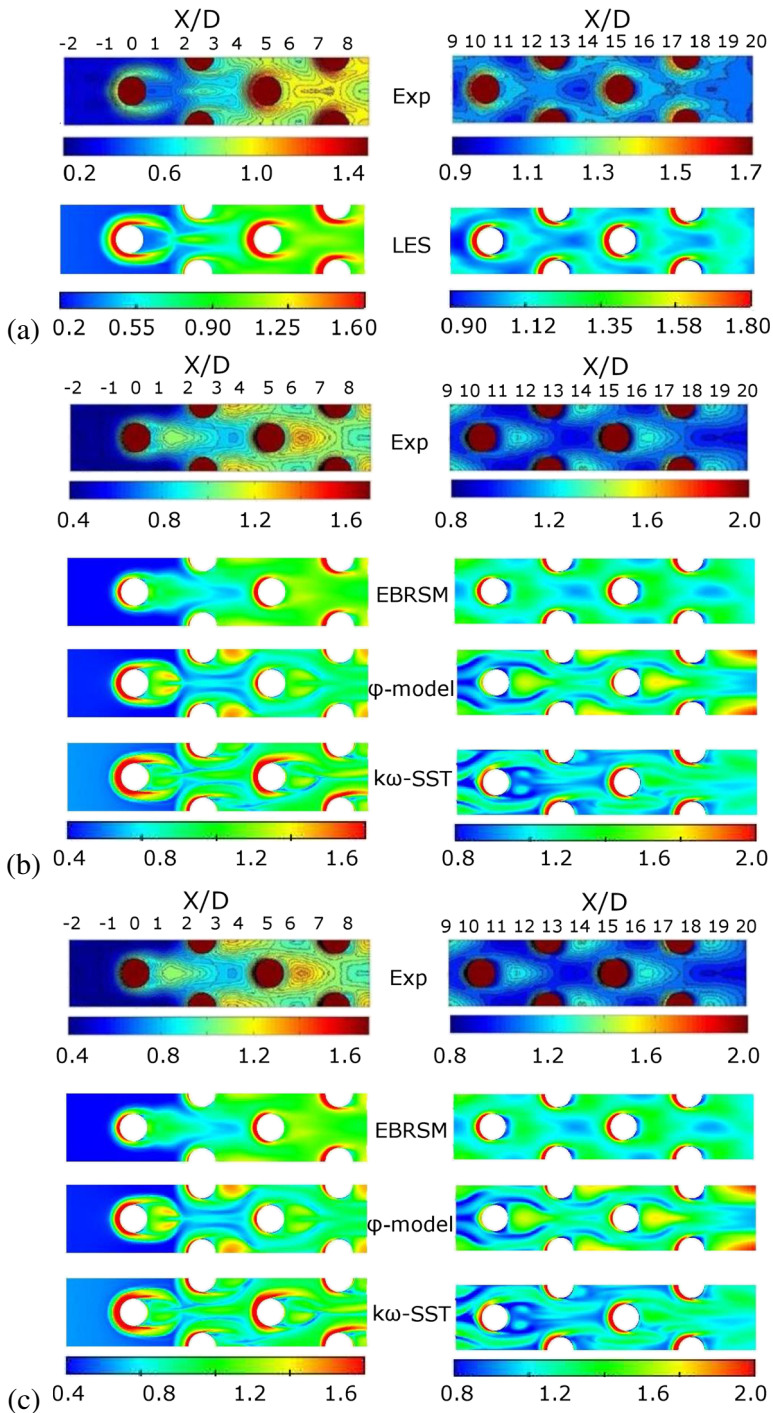 X/D X/D
-2 -1 0 1 2 3 4 5 6 7 8 9 10 11 12 13 14 15 16 17 18 19 20
Exp
0.2 0.6 1.0 1.4 0.9 1.1 1.3 1.5 1.7
LES
(a) 0.2 0.55 0.90 1.25 1.60 0.90 1.12 1.35 1.58 1.80
X/D X/D
-2 -1 0 1 2 3 4 5 6 7 8 9 10 11 12 13 14 15 16 17 18 19 20
Exp
0.4 0.8 1.2 1.6 0.8 1.2 1.6 2.0
EBRSM
φ-model
kω-SST
(b) 0.4 0.8 1.2 1.6 0.8 1.2 1.6 2.0
X/D X/D
-2 -1 0 1 2 3 4 5 6 7 8 9 10 11 12 13 14 15 16 17 18 19 20
Exp
0.4 0.8 1.2 1.6 0.8 1.2 1.6 2.0
EBRSM
φ-model
kω-SST
(c) 0.4 0.8 1.2 1.6 0.8 1.2 1.6 2.0